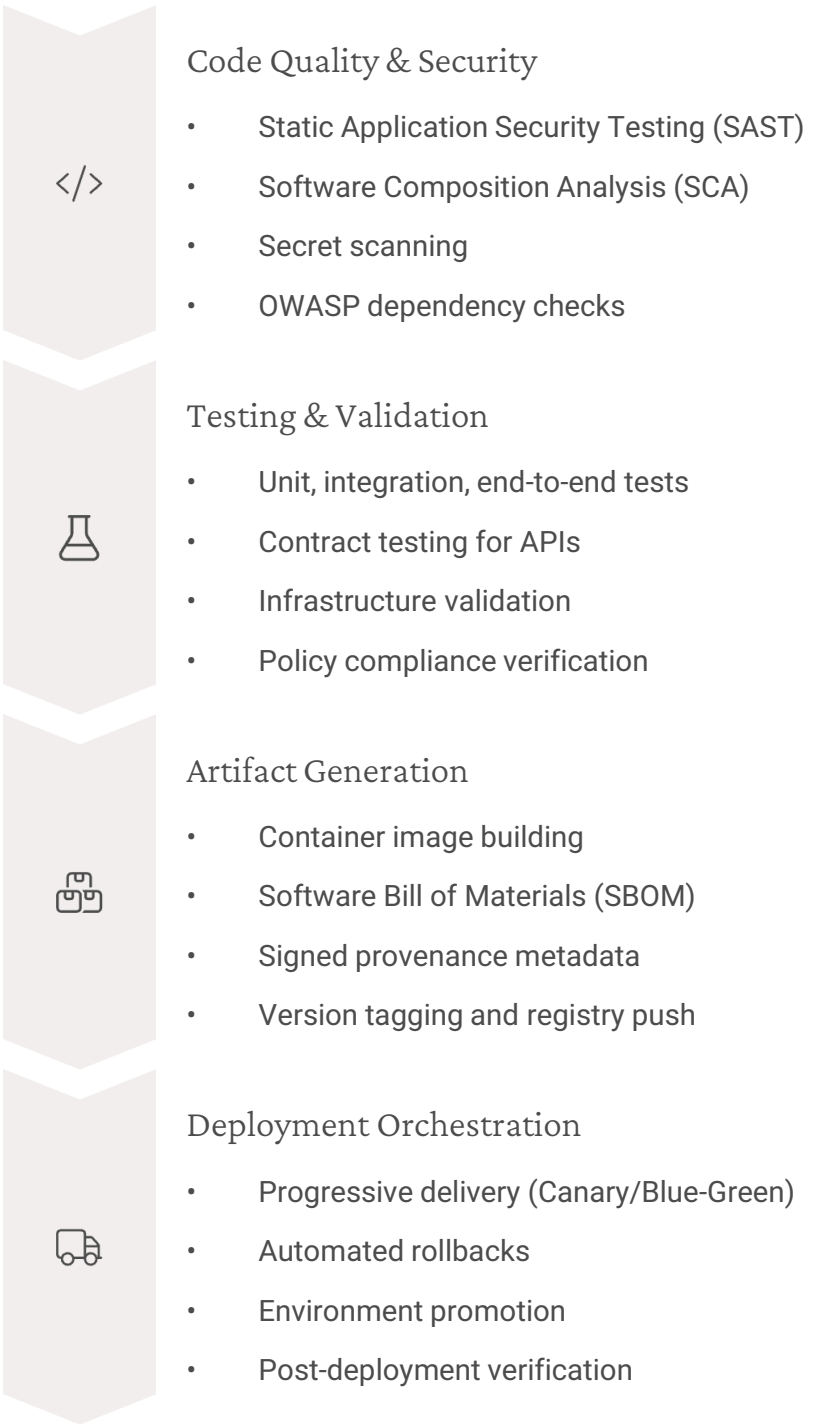 Code Quality & Security
• Static Application Security Testing (SAST)
• Software Composition Analysis (SCA)
• Secret scanning
• OWASP dependency checks
Testing & Validation
• Unit, integration, end-to-end tests
• Contract testing for APIs
• Infrastructure validation
• Policy compliance verification
Artifact Generation
• Container image building
• Software Bill of Materials (SBOM)
• Signed provenance metadata
• Version tagging and registry push
Deployment Orchestration
• Progressive delivery (Canary/Blue-Green)
• Automated rollbacks
• Environment promotion
• Post-deployment verification